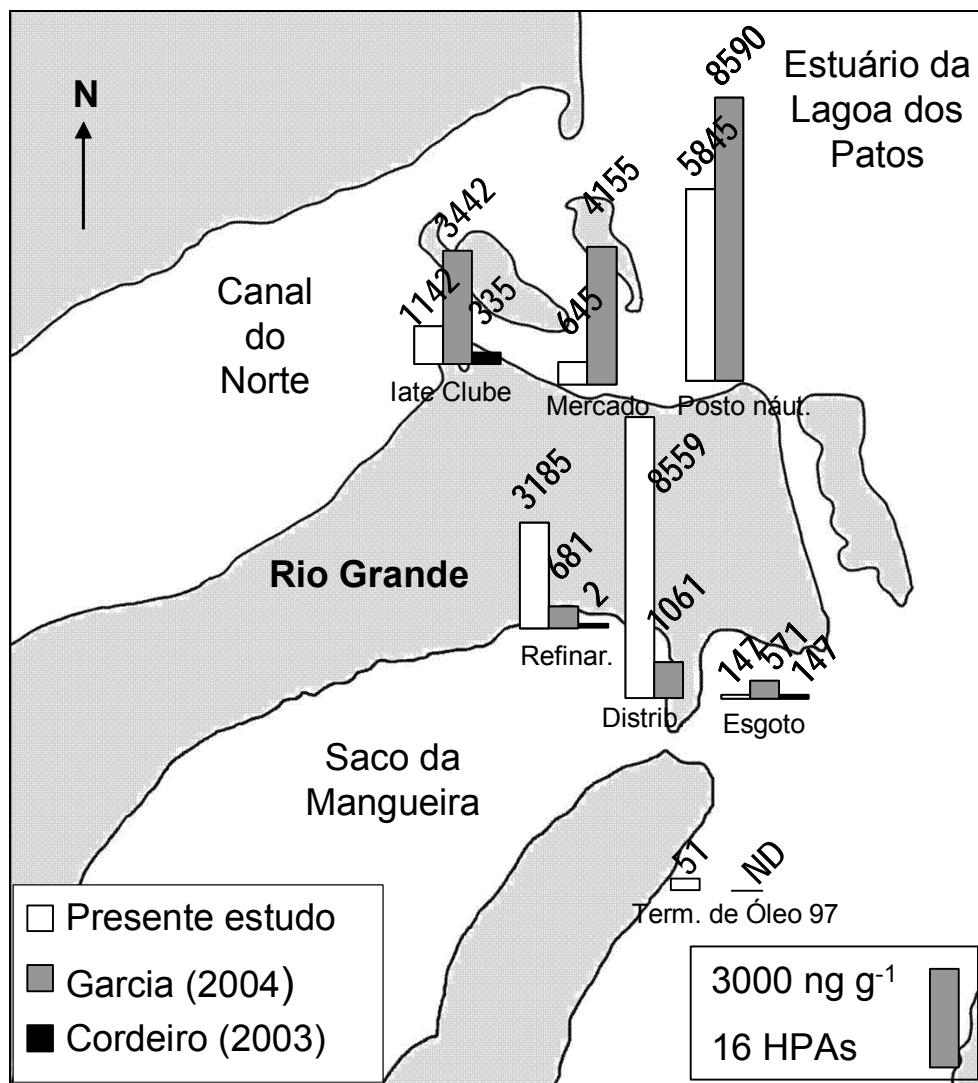 N
Estuário da
Lagoa dos
Patos
8590
5845
4155
3442
1142
335
645
Canal
do
Norte
Iate Clube
Mercado
Posto náut.
3185
681
2
8559
1061
Rio Grande
Refinar.
147
571
147
Distrib.
Esgoto
Saco da
Mangueira
51
ND
Term. de Óleo 97
Presente estudo
Garcia (2004)
Cordeiro (2003)
3000 ng g⁻¹
16 HPAs